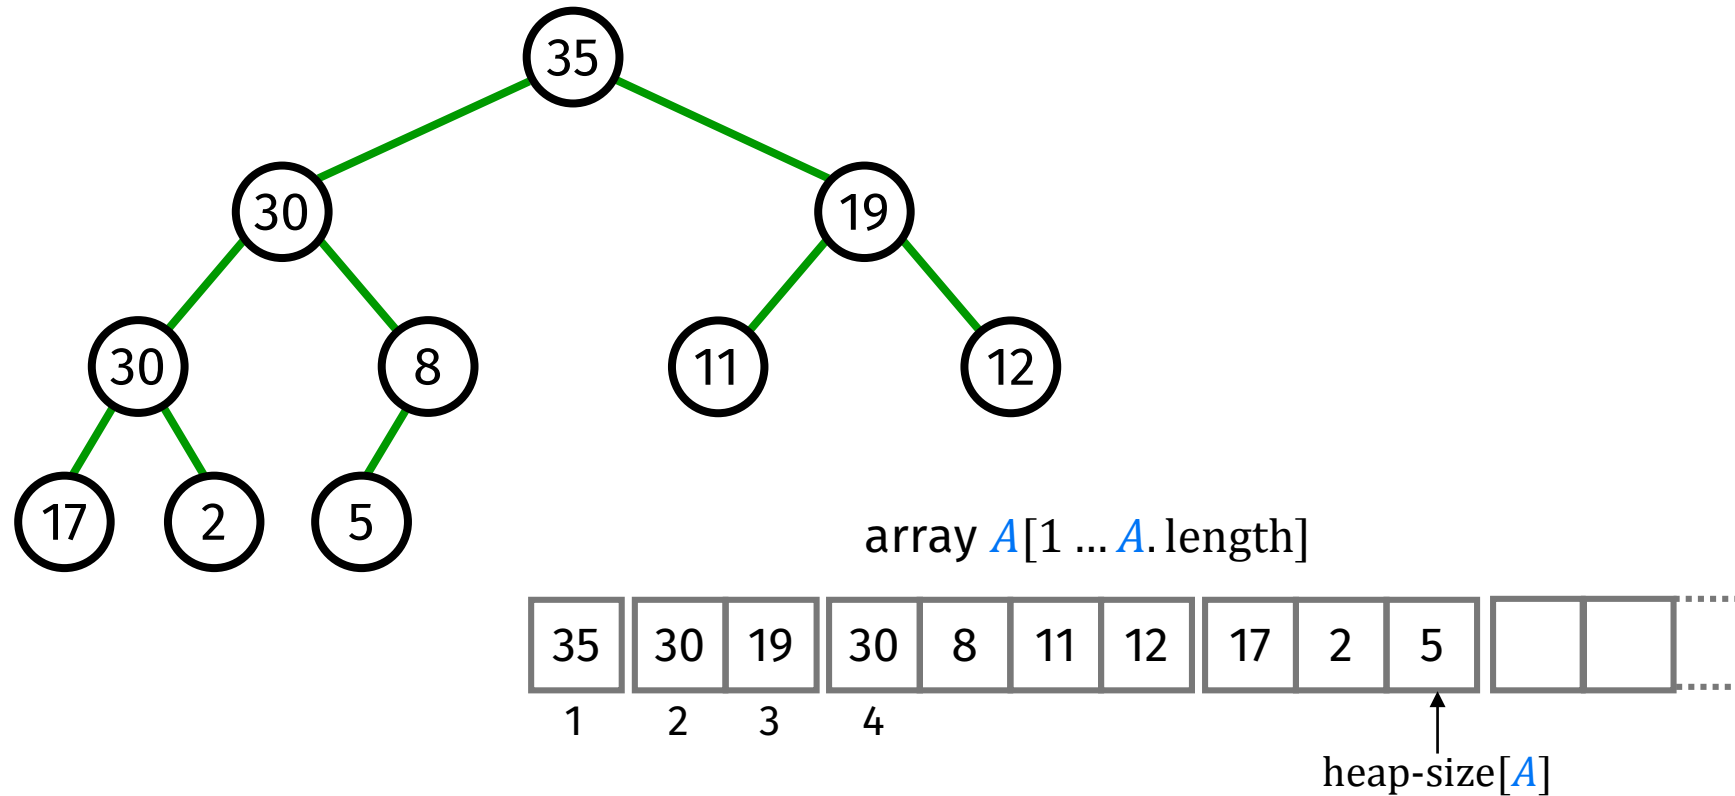 35
30 19
30 8 11 12
17 2 5
array A[1 ... A. length]
35 30 19 30 8 11 12 17 2 5
1 2 3 4
heap-size[A]